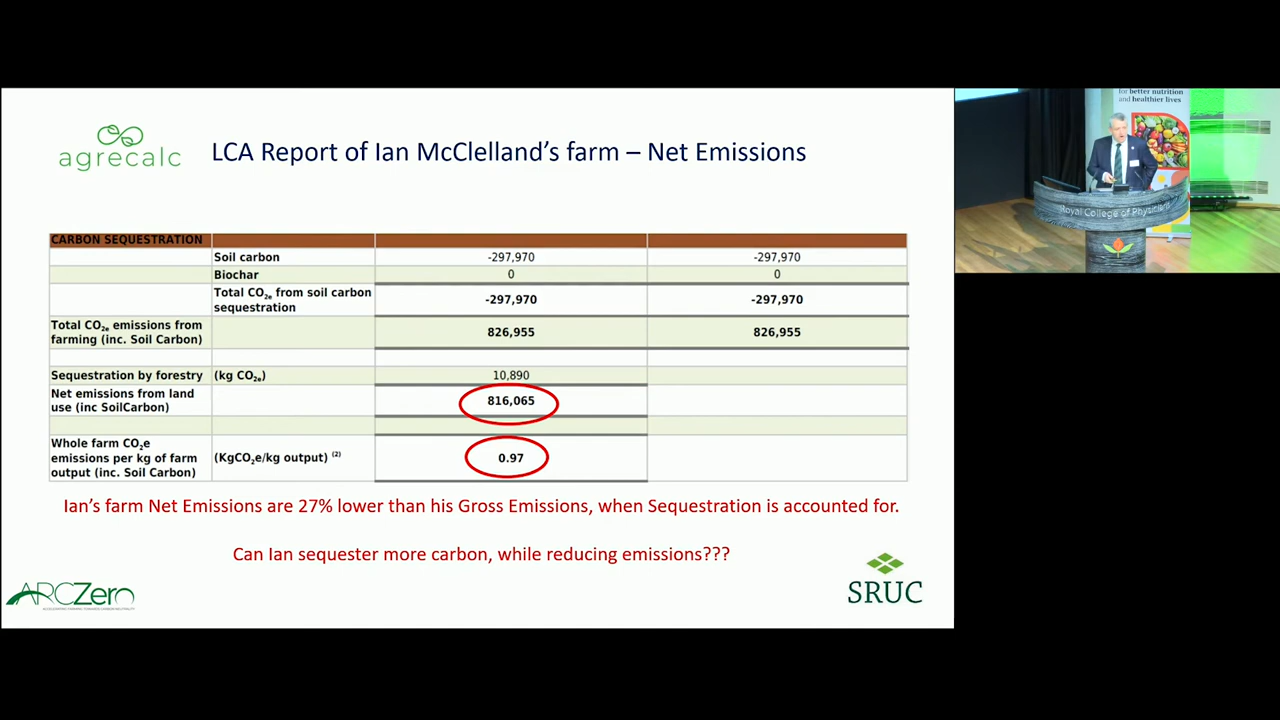 agrecalc
LCA Report of Ian McClelland's farm – Net Emissions
for better nutrition
and healthier lives
Royal College of Physicians
CARBON SEQUESTRATION
Soil carbon -297,970 -297,970
Biochar 0 0
Total CO2e from soil carbon
sequestration -297,970 -297,970
Total CO2e emissions from
farming (inc. Soil Carbon) 826,955 826,955
Sequestration by forestry (kg CO2e) 10,890
Net emissions from land
use (inc SoilCarbon) 816,065
Whole farm CO2e
emissions per kg of farm
output (inc. Soil Carbon) (KgCO2e/kg output) (2) 0.97
Ian's farm Net Emissions are 27% lower than his Gross Emissions, when Sequestration is accounted for.
Can Ian sequester more carbon, while reducing emissions???
ARCZero
ACCELERATING FARMING TOWARDS CARBON NEUTRALITY
SRUC